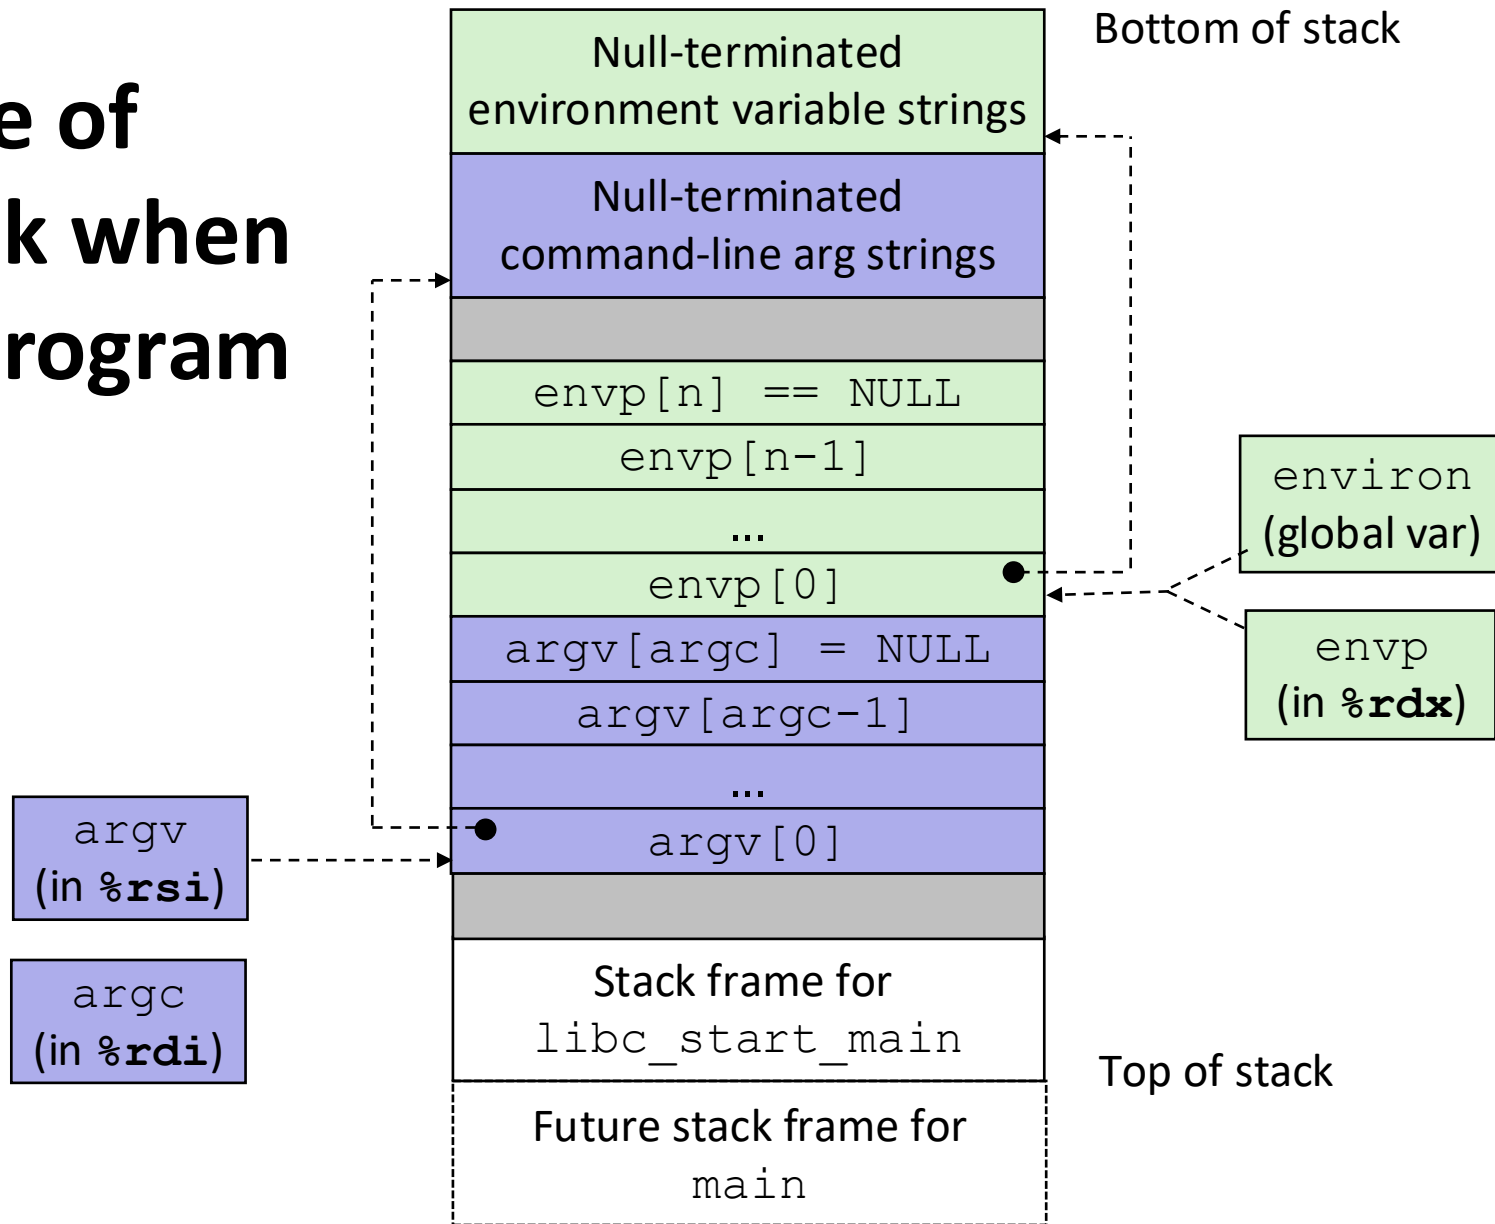 Bottom of stack
Null-terminated
environment variable strings
e of
k when
rogram
Null-terminated
command-line arg strings
envp[n] == NULL
envp[n-1]
...
envp[0]
environ
(global var)
envp
(in %rdx)
argv[argc] = NULL
argv[argc-1]
...
argv[0]
argv
(in %rsi)
argc
(in %rdi)
Stack frame for
libc_start_main
Top of stack
Future stack frame for
main